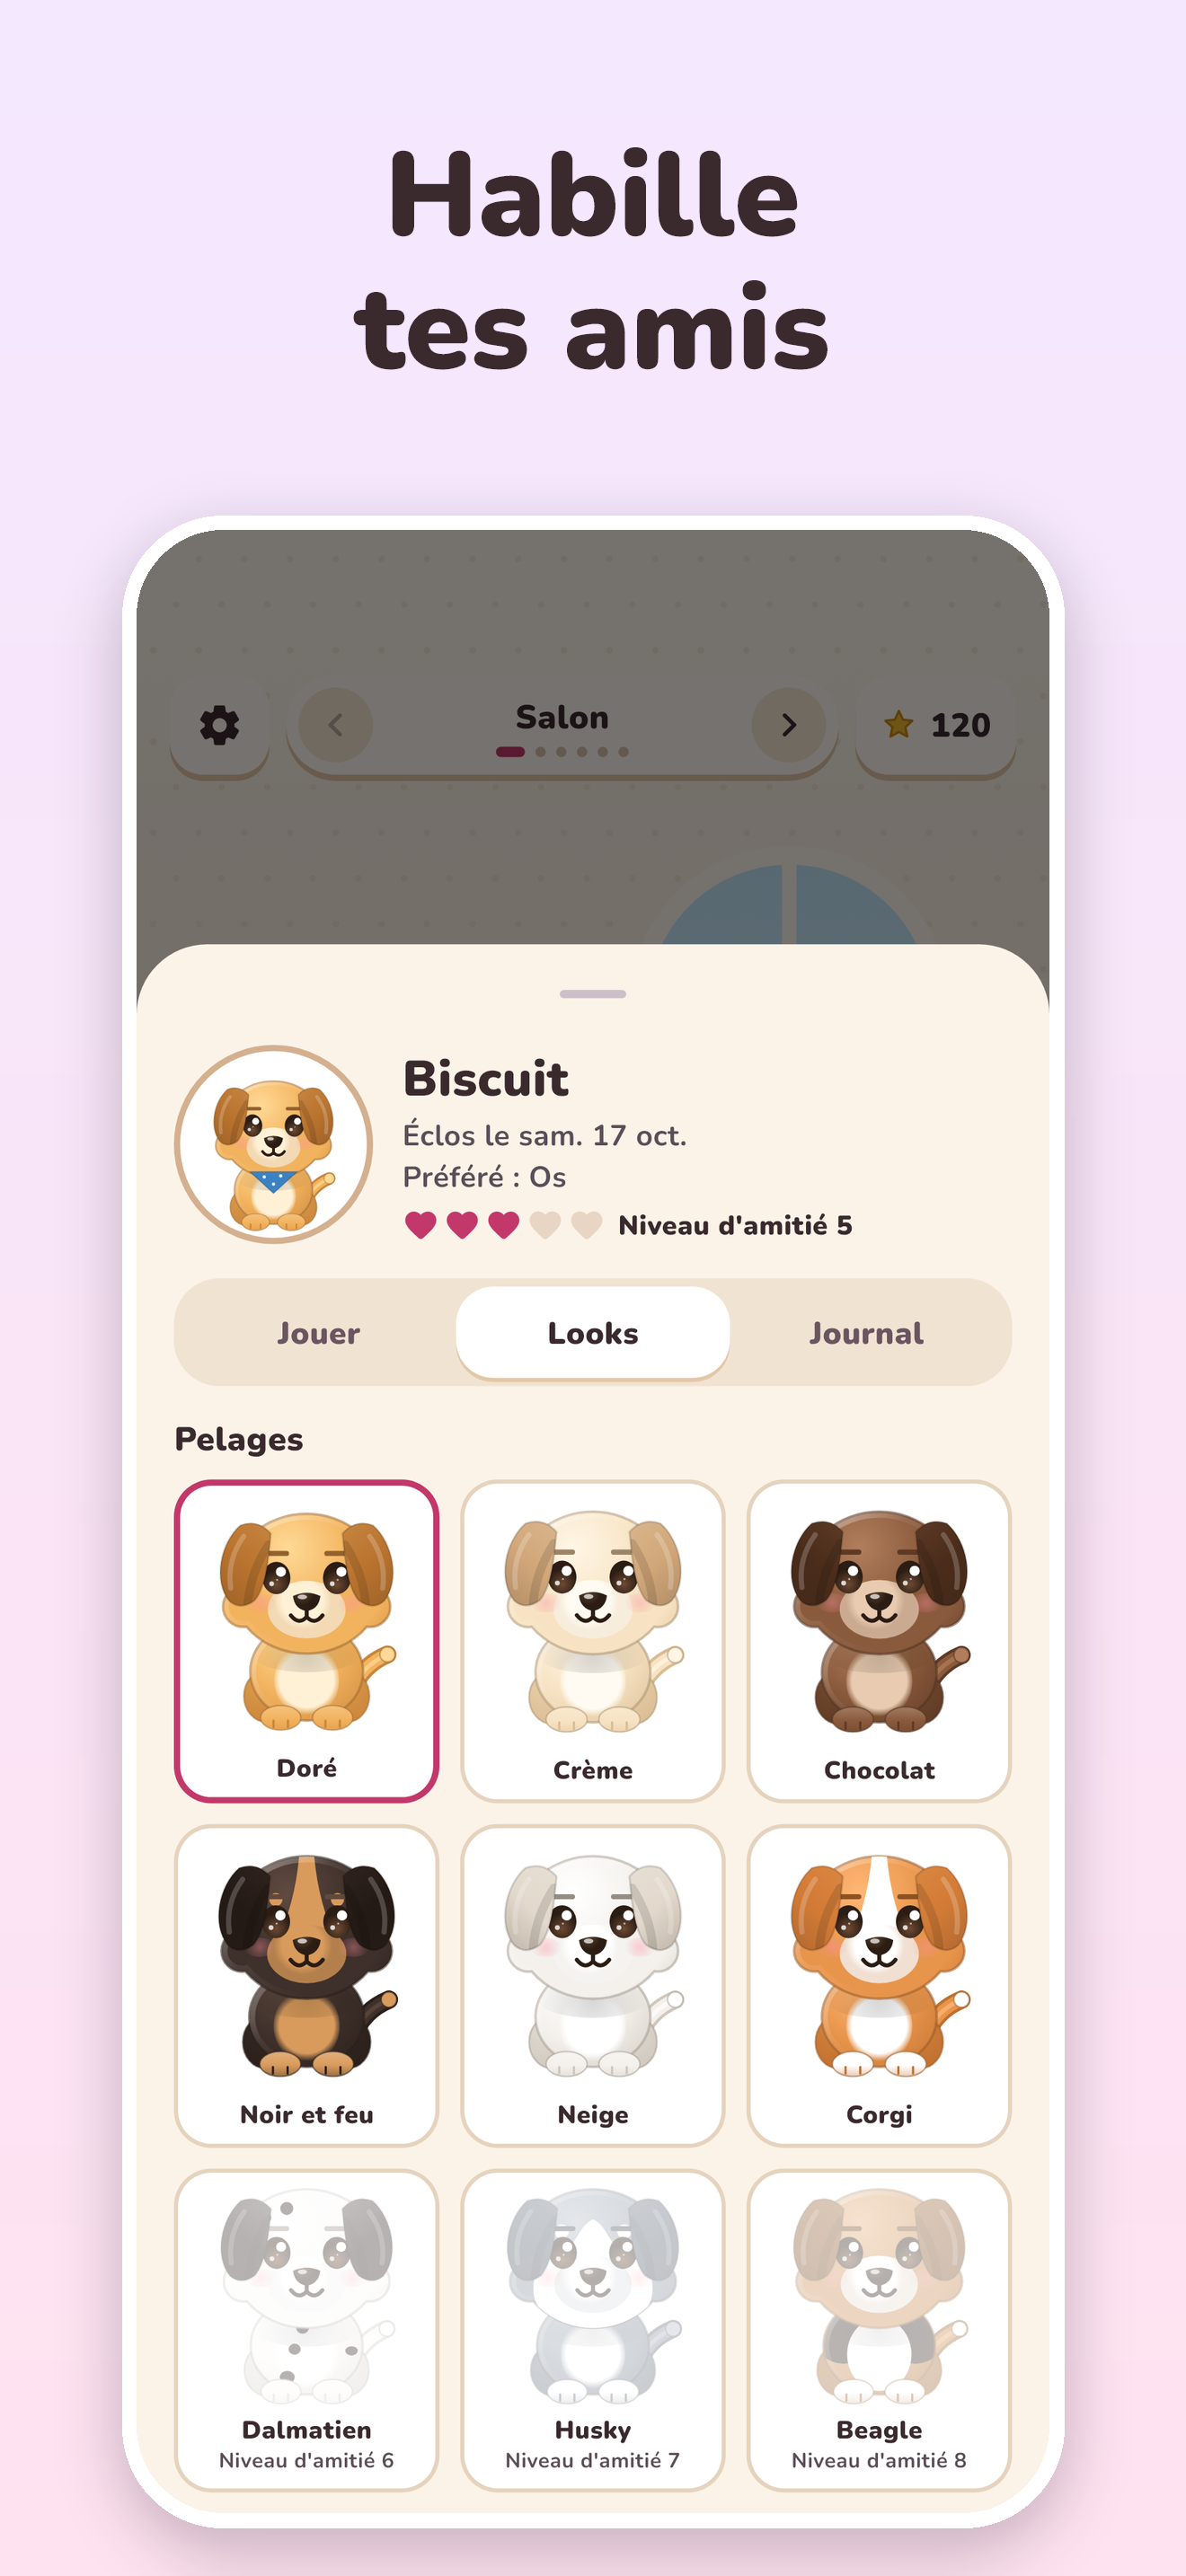 Habille
tes amis
Salon
120
Biscuit
Éclos le sam. 17 oct.
Préféré : Os
Niveau d'amitié 5
Jouer
Looks
Journal
Pelages
Doré
Crème
Chocolat
Noir et feu
Neige
Corgi
Dalmatien
Niveau d'amitié 6
Husky
Niveau d'amitié 7
Beagle
Niveau d'amitié 8